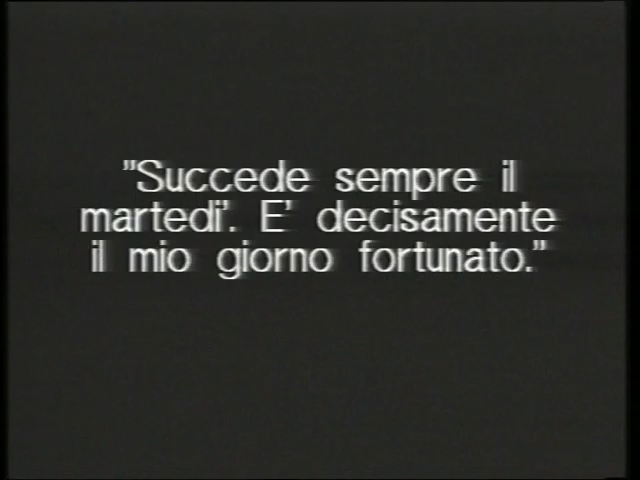 "Succede sempre il
martedi'. E' decisamente
il mio giorno fortunato."